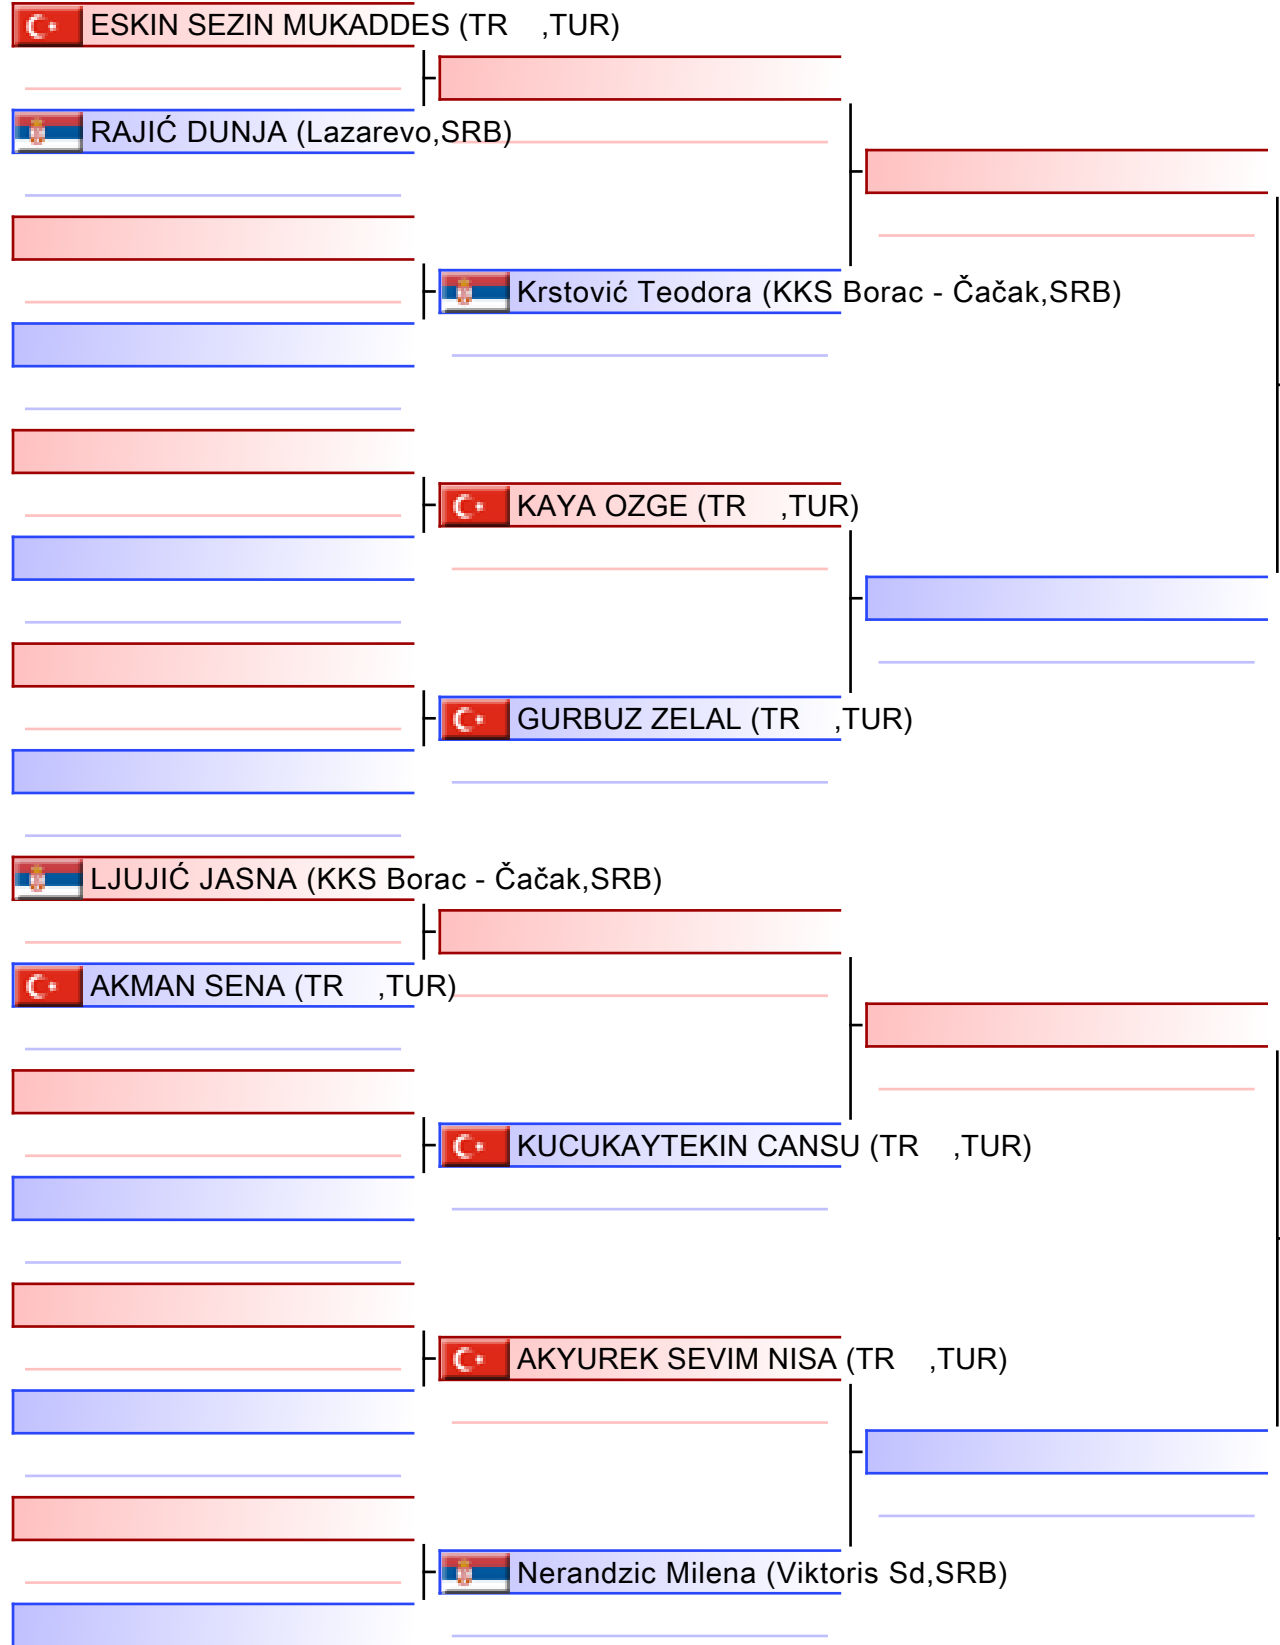 ESKIN SEZIN MUKADDES (TR ,TUR)
RAJIĆ DUNJA (Lazarevo,SRB)
Krstović Teodora (KKS Borac - Čačak,SRB)
KAYA OZGE (TR ,TUR)
GURBUZ ZELAL (TR ,TUR)
LJUJIĆ JASNA (KKS Borac - Čačak,SRB)
AKMAN SENA (TR ,TUR)
KUCUKAYTEKIN CANSU (TR ,TUR)
AKYUREK SEVIM NISA (TR ,TUR)
Nerandzic Milena (Viktoris Sd,SRB)